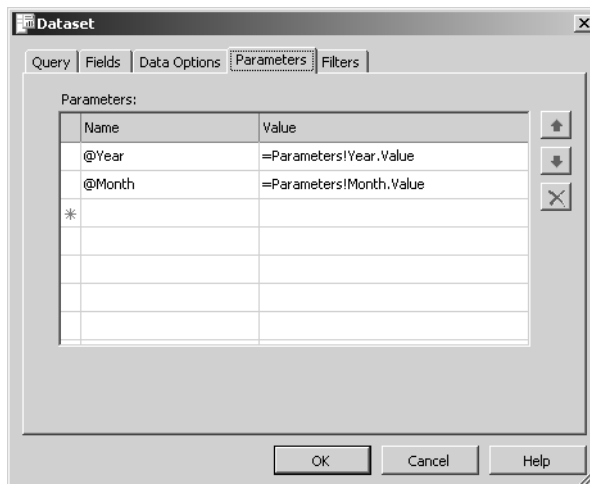 Dataset
Query Fields Data Options Parameters Filters
Parameters:
Name Value
@Year =Parameters!Year.Value
@Month =Parameters!Month.Value
OK Cancel Help